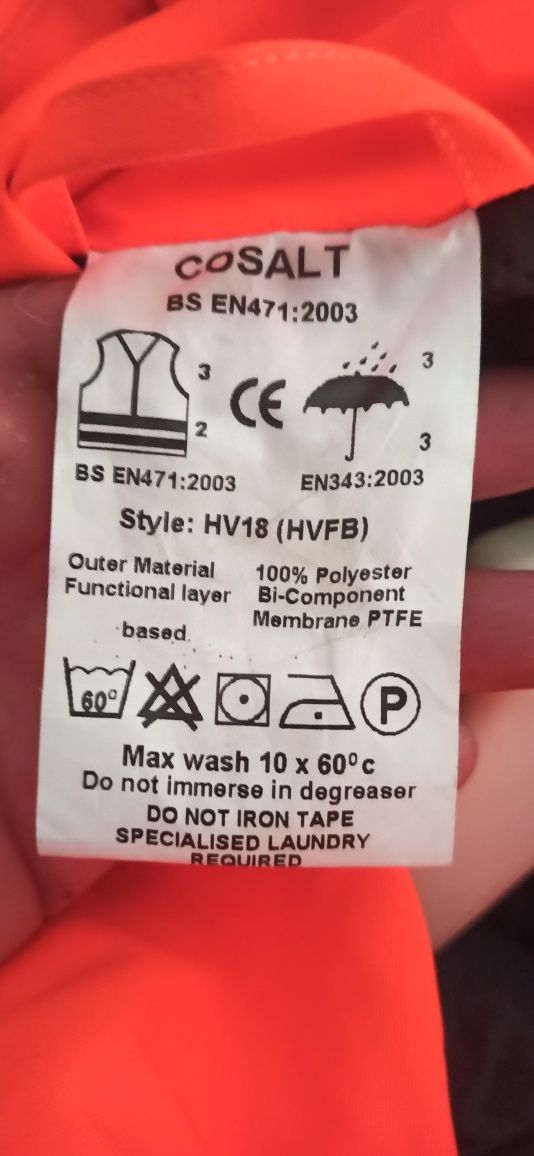 COSALT
BS EN471:2003
3
2
CE
3
3
BS EN471:2003 EN343:2003
Style: HV18 (HVFB)
Outer Material 100% Polyester
Functional layer Bi-Component
Membrane PTFE
based
60° P
Max wash 10 x 60°c
Do not immerse in degreaser
DO NOT IRON TAPE
SPECIALISED LAUNDRY
REQUIRED